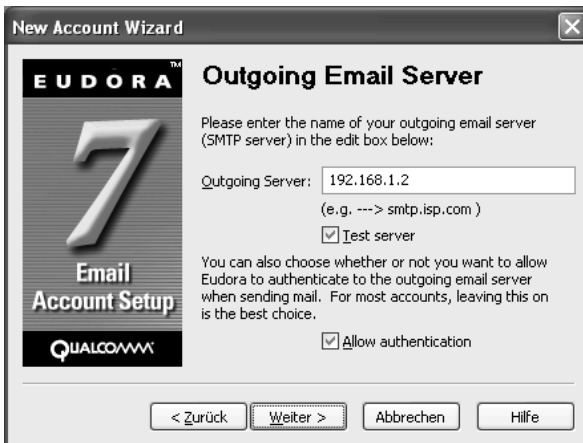 New Account Wizard
EUDORA™
7
Email
Account Setup
QUALCOMM
Outgoing Email Server
Please enter the name of your outgoing email server
(SMTP server) in the edit box below:
Outgoing Server: 192.168.1.2
(e.g. ---> smtp.isp.com )
Test server
You can also choose whether or not you want to allow
Eudora to authenticate to the outgoing email server
when sending mail. For most accounts, leaving this on
is the best choice.
Allow authentication
< Zurück Weiter > Abbrechen Hilfe